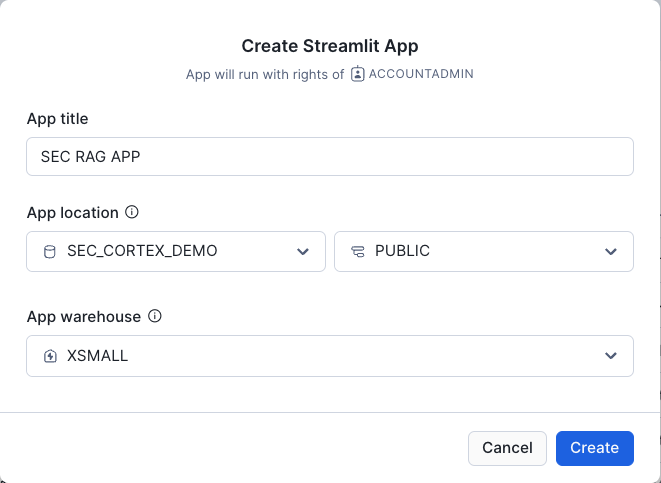 Create Streamlit App
App will run with rights of ACCOUNTADMIN
App title
SEC RAG APP
App location
SEC_CORTEX_DEMO PUBLIC
App warehouse
XSMALL
Cancel Create